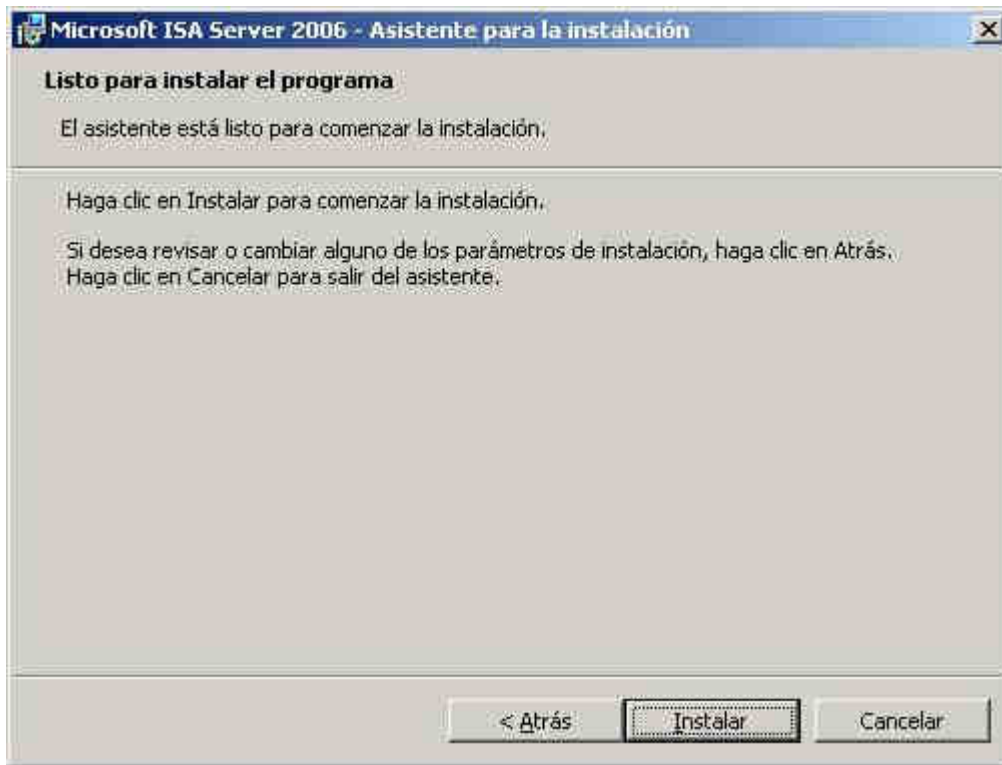 Microsoft ISA Server 2006 - Asistente para la instalación
Listo para instalar el programa
El asistente está listo para comenzar la instalación.
Haga clic en Instalar para comenzar la instalación.
Si desea revisar o cambiar alguno de los parámetros de instalación, haga clic en Atrás.
Haga clic en Cancelar para salir del asistente.
< Atrás Instalar Cancelar